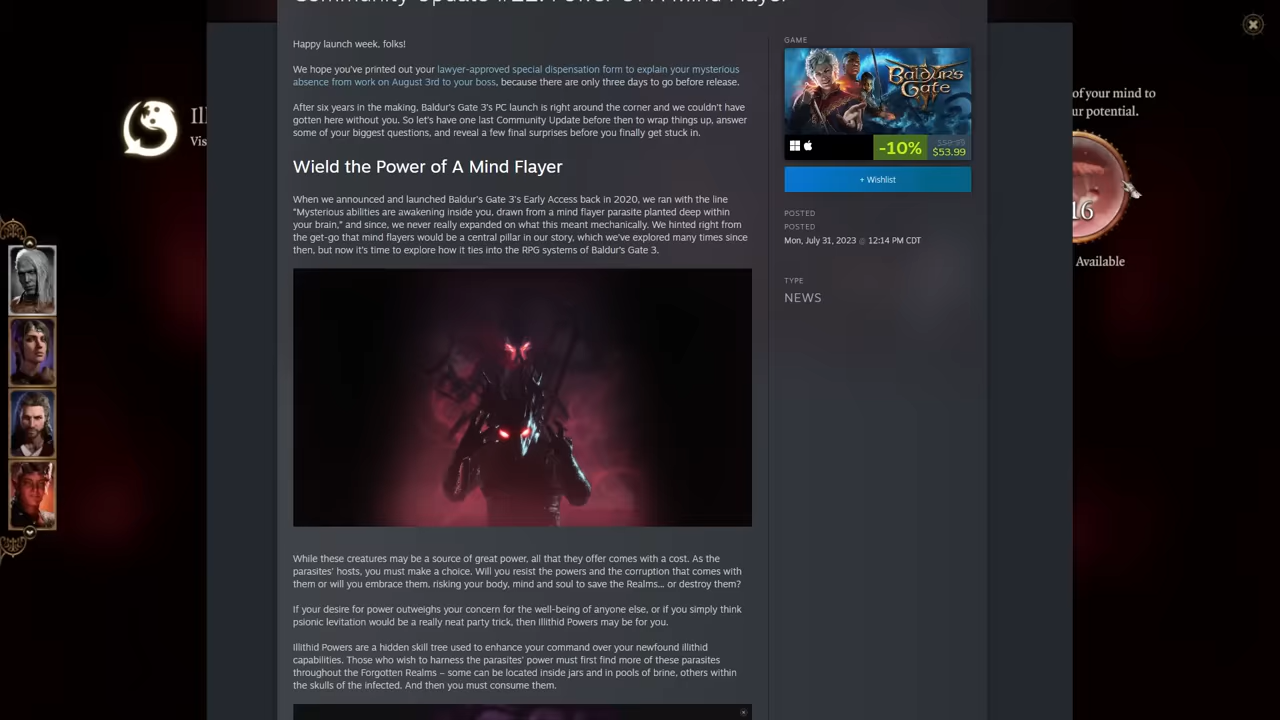 Community Update #22: Power Of A Mind Flayer
Happy launch week, folks!
We hope you've printed out your lawyer-approved special dispensation form to explain your mysterious
absence from work on August 3rd to your boss, because there are only three days to go before release.
After six years in the making, Baldur's Gate 3's PC launch is right around the corner and we couldn't have
gotten here without you. So let's have one last Community Update before then to wrap things up, answer
some of your biggest questions, and reveal a few final surprises before you finally get stuck in.
Wield the Power of A Mind Flayer
When we announced and launched Baldur's Gate 3's Early Access back in 2020, we ran with the line
"Mysterious abilities are awakening inside you, drawn from a mind flayer parasite planted deep within
your brain," and since, we never really expanded on what this meant mechanically. We hinted right from
the get-go that mind flayers would be a central pillar in our story, which we've explored many times since
then, but now it's time to explore how it ties into the RPG systems of Baldur's Gate 3.
While these creatures may be a source of great power, all that they offer comes with a cost. As the
parasites' hosts, you must make a choice. Will you resist the powers and the corruption that comes with
them or will you embrace them, risking your body, mind and soul to save the Realms... or destroy them?
If your desire for power outweighs your concern for the well-being of anyone else, or if you simply think
psionic levitation would be a really neat party trick, then Illithid Powers may be for you.
Illithid Powers are a hidden skill tree used to enhance your command over your newfound illithid
capabilities. Those who wish to harness the parasites' power must first find more of these parasites
throughout the Forgotten Realms – some can be located inside jars and in pools of brine, others within
the skulls of the infected. And then you must consume them.
GAME
Baldur's
Gate
-10%
$53.99
+ Wishlist
POSTED
POSTED
Mon, July 31, 2023 @ 12:14 PM CDT
TYPE
NEWS
Ill
Vis
of your mind to
ur potential.
16
Available